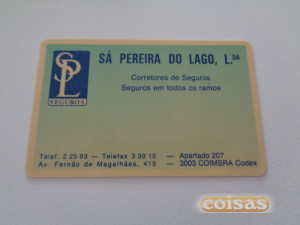 SPL
SEGUROS
SÁ PEREIRA DO LAGO, L.DA
Corretores de Seguros
Seguros em todos os ramos
Telef. 2 25 93 — Telefax 3 30 10 — Apartado 207
Av. Fernão de Magalhães, 415 — 3003 COIMBRA Codex
coisas